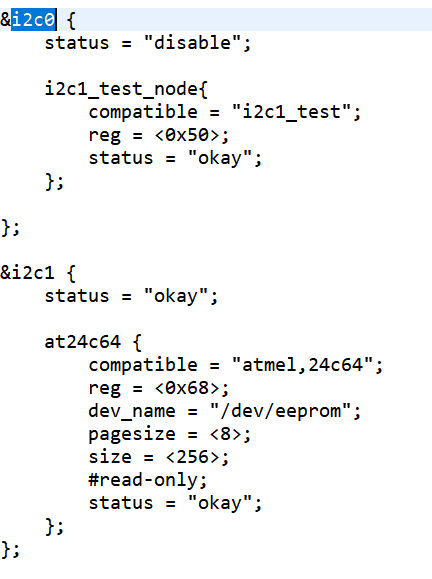 &i2c0 {
    status = "disable";

    i2c1_test_node{
        compatible = "i2c1_test";
        reg = <0x50>;
        status = "okay";
    };

};

&i2c1 {
    status = "okay";

    at24c64 {
        compatible = "atmel,24c64";
        reg = <0x68>;
        dev_name = "/dev/eeprom";
        pagesize = <8>;
        size = <256>;
        #read-only;
        status = "okay";
    };
};